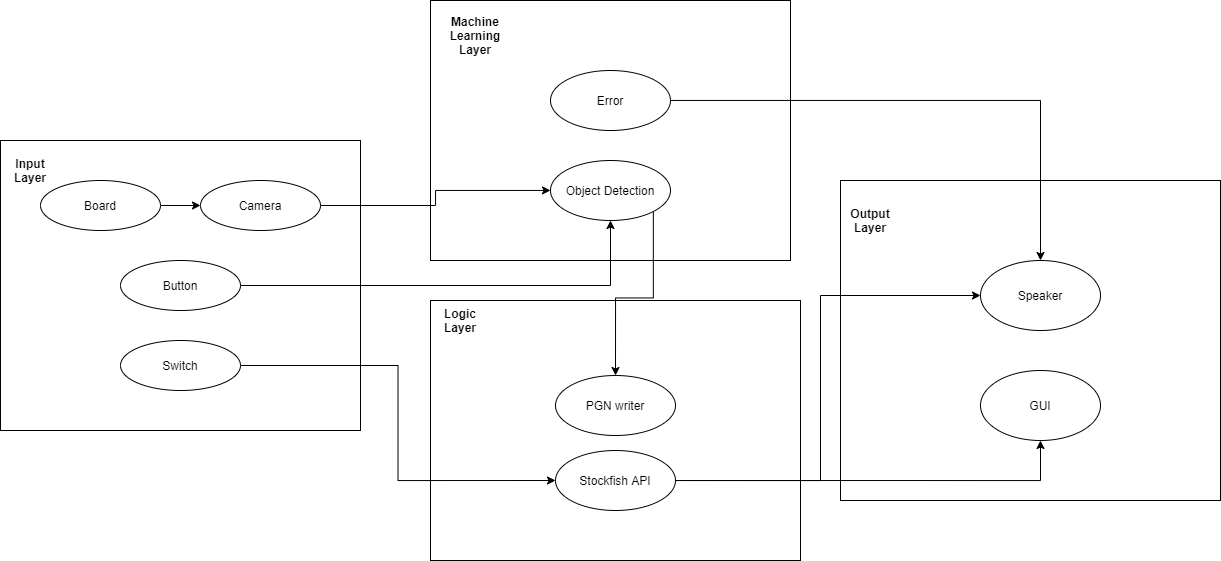 Machine
Learning
Layer
Error
Object Detection
Input
Layer
Board
Camera
Button
Switch
Logic
Layer
PGN writer
Stockfish API
Output
Layer
Speaker
GUI